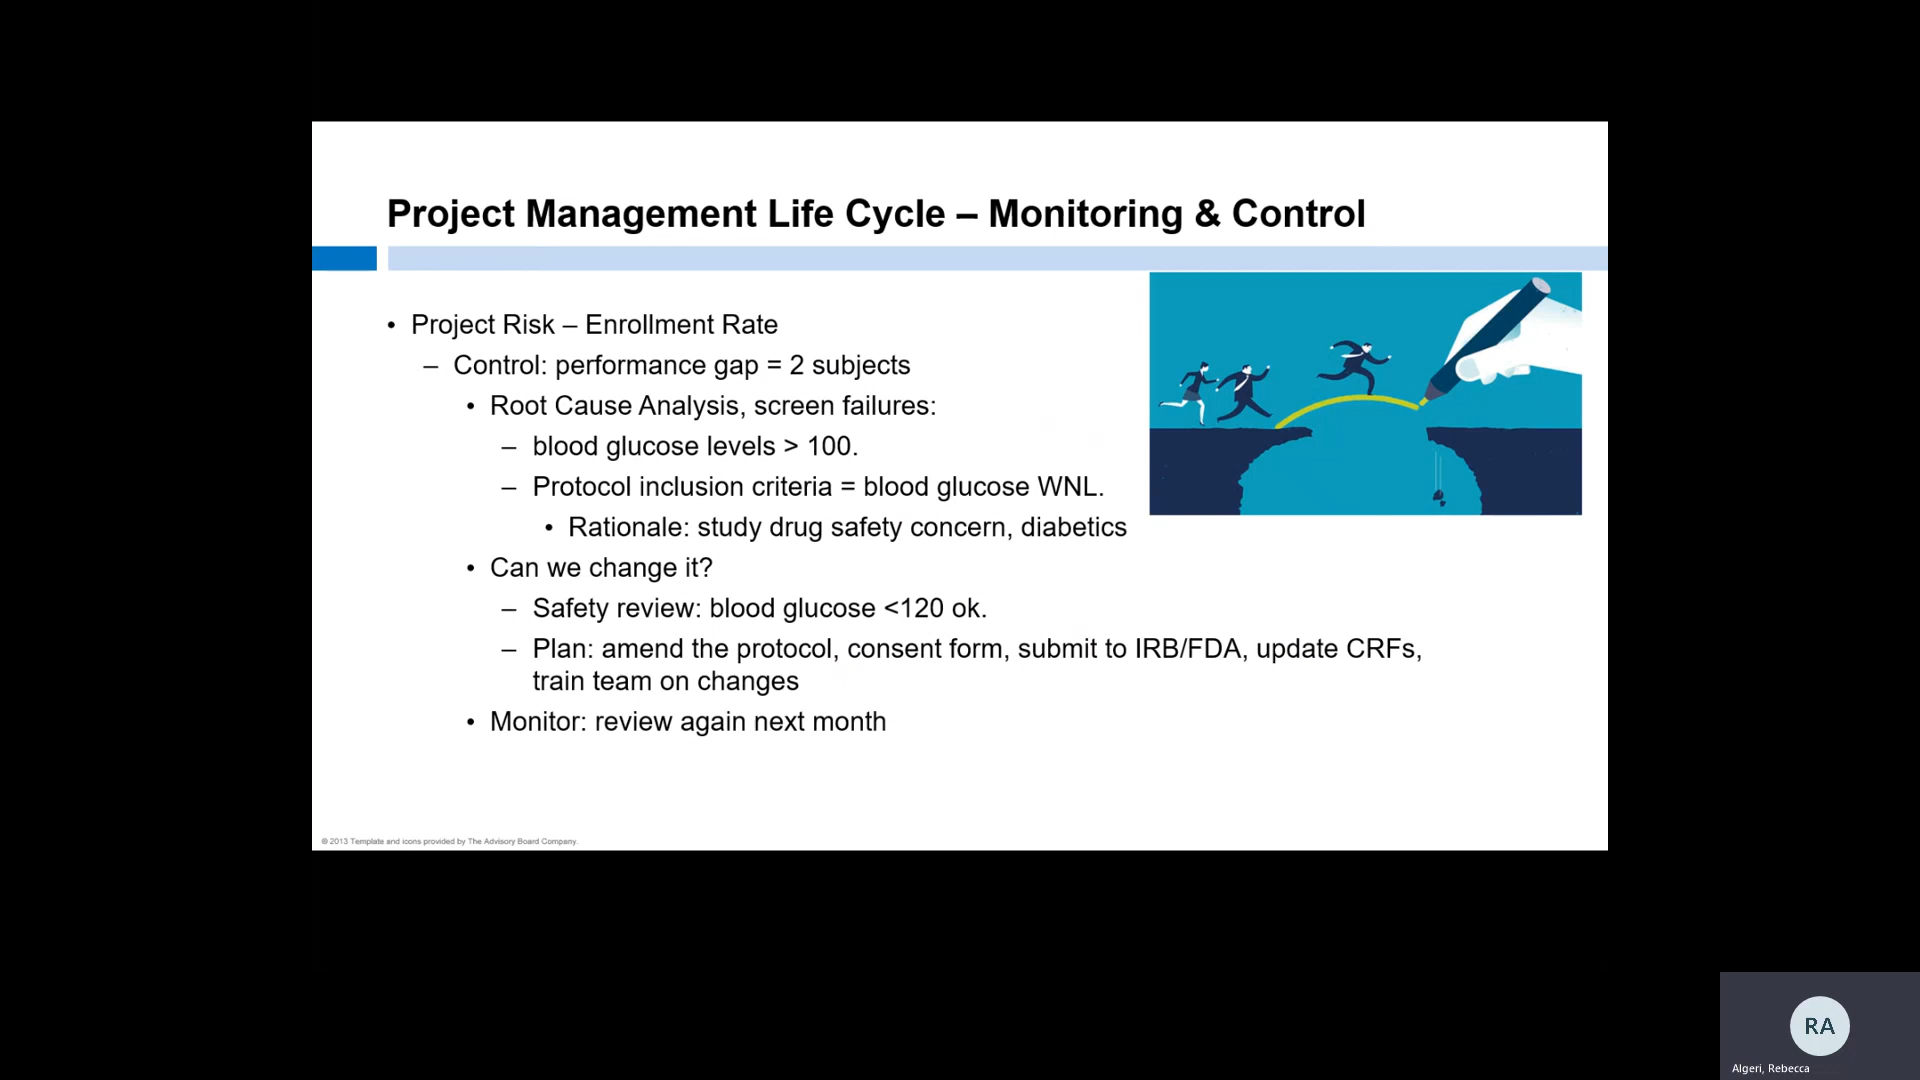 Project Management Life Cycle – Monitoring & Control
• Project Risk – Enrollment Rate
– Control: performance gap = 2 subjects
• Root Cause Analysis, screen failures:
– blood glucose levels > 100.
– Protocol inclusion criteria = blood glucose WNL.
• Rationale: study drug safety concern, diabetics
• Can we change it?
– Safety review: blood glucose <120 ok.
– Plan: amend the protocol, consent form, submit to IRB/FDA, update CRFs,
train team on changes
• Monitor: review again next month
© 2013 Template and icons provided by The Advisory Board Company.
RA
Algeri, Rebecca